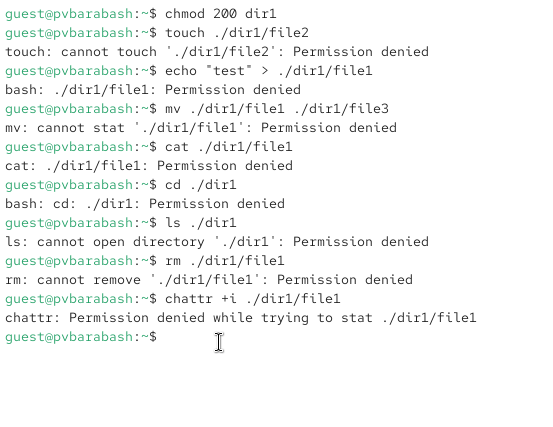 guest@pvbarabash:~$ chmod 200 dir1
guest@pvbarabash:~$ touch ./dir1/file2
touch: cannot touch './dir1/file2': Permission denied
guest@pvbarabash:~$ echo "test" > ./dir1/file1
bash: ./dir1/file1: Permission denied
guest@pvbarabash:~$ mv ./dir1/file1 ./dir1/file3
mv: cannot stat './dir1/file1': Permission denied
guest@pvbarabash:~$ cat ./dir1/file1
cat: ./dir1/file1: Permission denied
guest@pvbarabash:~$ cd ./dir1
bash: cd: ./dir1: Permission denied
guest@pvbarabash:~$ ls ./dir1
ls: cannot open directory './dir1': Permission denied
guest@pvbarabash:~$ rm ./dir1/file1
rm: cannot remove './dir1/file1': Permission denied
guest@pvbarabash:~$ chattr +i ./dir1/file1
chattr: Permission denied while trying to stat ./dir1/file1
guest@pvbarabash:~$